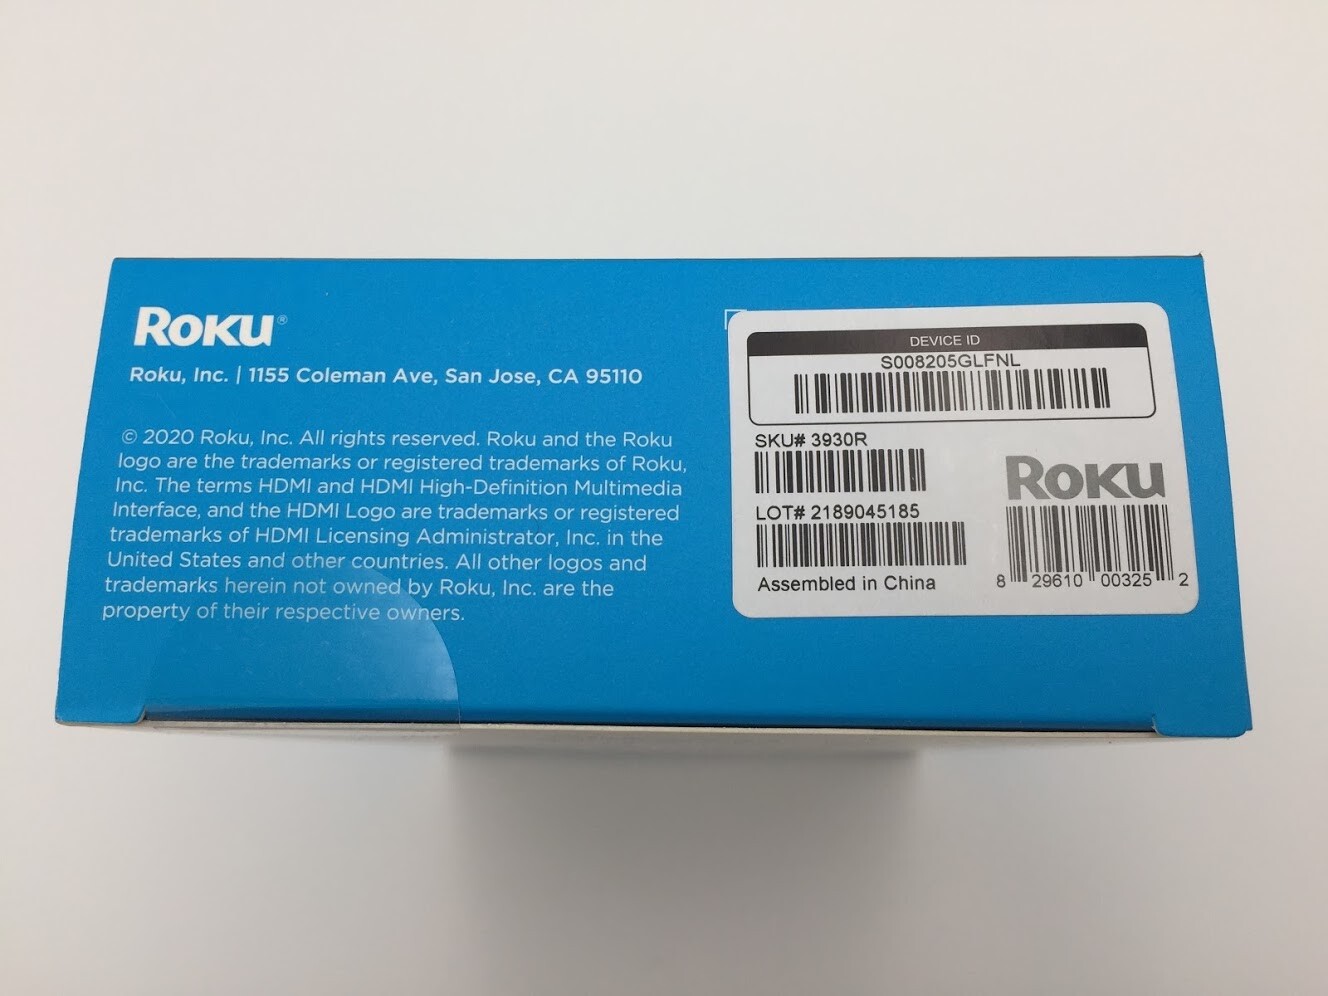 Roku®
Roku, Inc. | 1155 Coleman Ave, San Jose, CA 95110
© 2020 Roku, Inc. All rights reserved. Roku and the Roku
logo are the trademarks or registered trademarks of Roku,
Inc. The terms HDMI and HDMI High-Definition Multimedia
Interface, and the HDMI Logo are trademarks or registered
trademarks of HDMI Licensing Administrator, Inc. in the
United States and other countries. All other logos and
trademarks herein not owned by Roku, Inc. are the
property of their respective owners.
DEVICE ID
S008205GLFNL
SKU# 3930R
LOT# 2189045185
Assembled in China
Roku
8 29610 00325 2